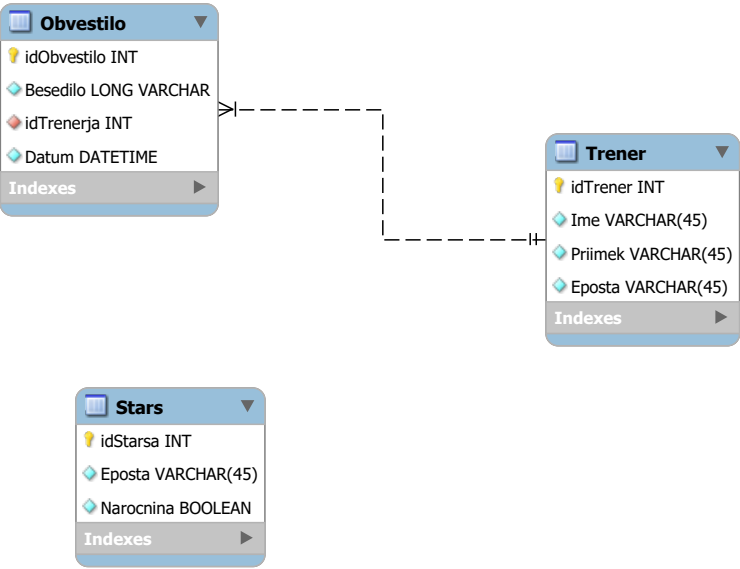 Obvestilo
idObvestilo INT
Besedilo LONG VARCHAR
idTrenerja INT
Datum DATETIME
Indexes
Trener
idTrener INT
Ime VARCHAR(45)
Priimek VARCHAR(45)
Eposta VARCHAR(45)
Indexes
Stars
idStarsa INT
Eposta VARCHAR(45)
Narocnina BOOLEAN
Indexes